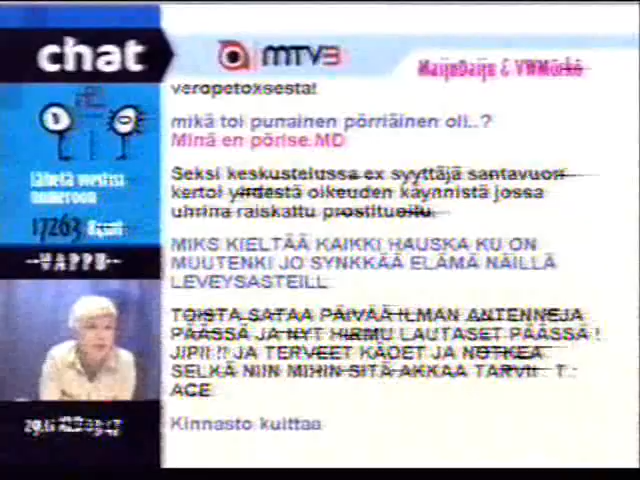 chat
MTV3
MaijuDaiju & VWMörkö
veropetoksesta!
mikä toi punainen pörriäinen oli..?
Minä en pörise.MD
Seksi keskustelussa ex syyttäjä santavuori
kertoi yhdestä oikeuden käynnistä jossa
uhrina raiskattu prostituoitu.
MIKS KIELTÄÄ KAIKKI HAUSKA KU ON
MUUTENKI JO SYNKKÄÄ ELÄMÄ NÄILLÄ
LEVEYSASTEILL
TOISTA SATAA PÄIVÄÄ ILMAN ANTENNEJA
PÄÄSSÄ JA NYT HIRMU LAUTASET PÄÄSSÄ !
JIPII !! JA TERVEET KÄDET JA NOTKEA
SELKÄ NIIN MIHIN SITÄ AKKAA TARVII T :
ACE
Kinnasto kuittaa
Lähetä viestisi
numeroon
17263
-VAPPU-